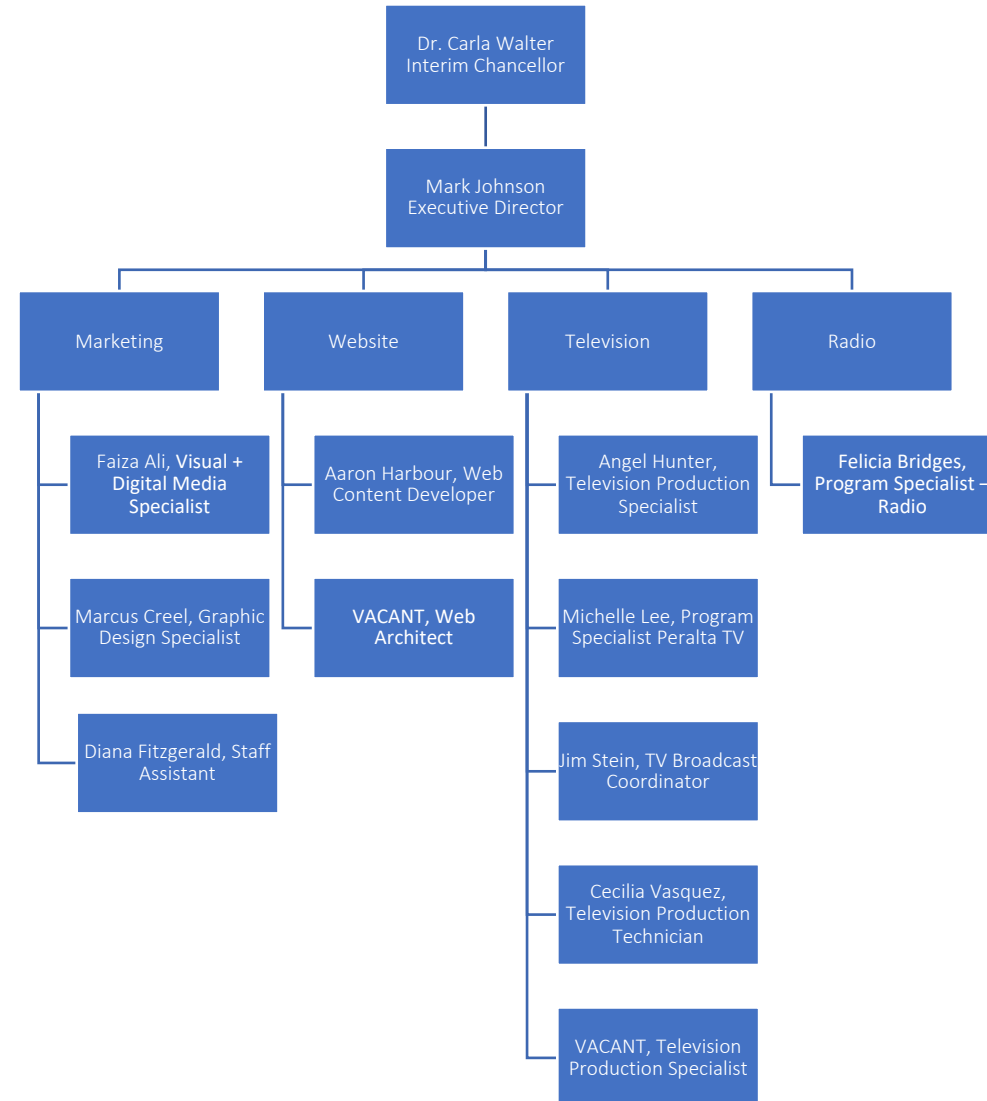 Dr. Carla Walter
Interim Chancellor
Mark Johnson
Executive Director
Marketing
Website
Television
Radio
Faiza Ali, Visual +
Digital Media
Specialist
Marcus Creel, Graphic
Design Specialist
Diana Fitzgerald, Staff
Assistant
Aaron Harbour, Web
Content Developer
VACANT, Web
Architect
Angel Hunter,
Television Production
Specialist
Michelle Lee, Program
Specialist Peralta TV
Jim Stein, TV Broadcast
Coordinator
Cecilia Vasquez,
Television Production
Technician
VACANT, Television
Production Specialist
Felicia Bridges,
Program Specialist –
Radio